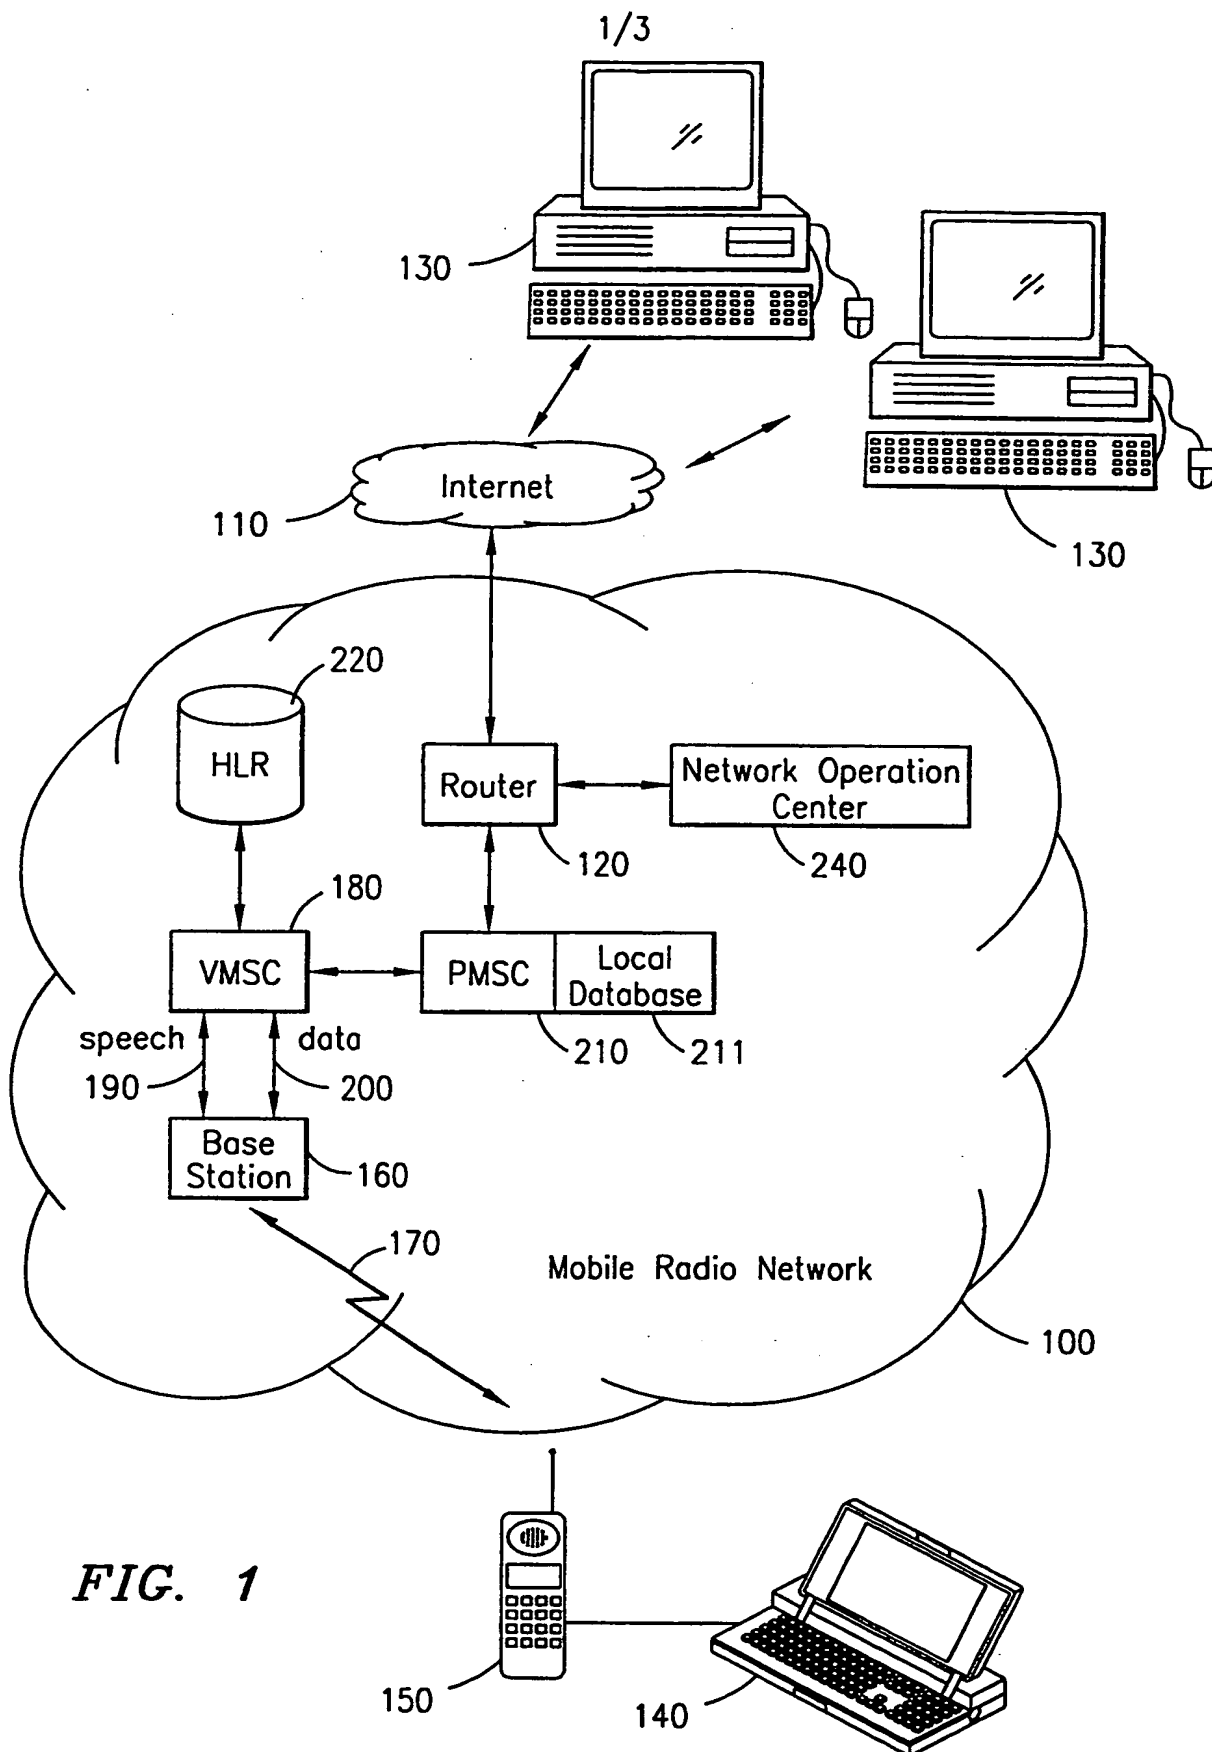 1/3
130
Internet
110
130
220
HLR
Router
Network Operation
Center
120
240
180
VMSC
PMSC
Local
Database
speech
data
210
211
190
200
Base
Station
160
170
Mobile Radio Network
100
FIG. 1
150
140